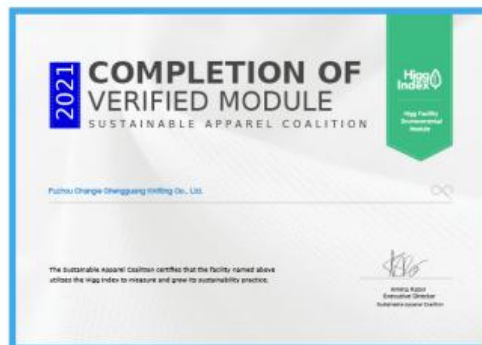 2021
COMPLETION OF
VERIFIED MODULE
SUSTAINABLE APPAREL COALITION
Higg
Index
Higg Facility
Environmental
Module
Fuzhou Changle Shengguang Knitting Co., Ltd.
The Sustainable Apparel Coalition certifies that the facility named above
utilizes the Higg Index to measure and grow its sustainability practice.
Amina Razvi
Executive Director
Sustainable Apparel Coalition